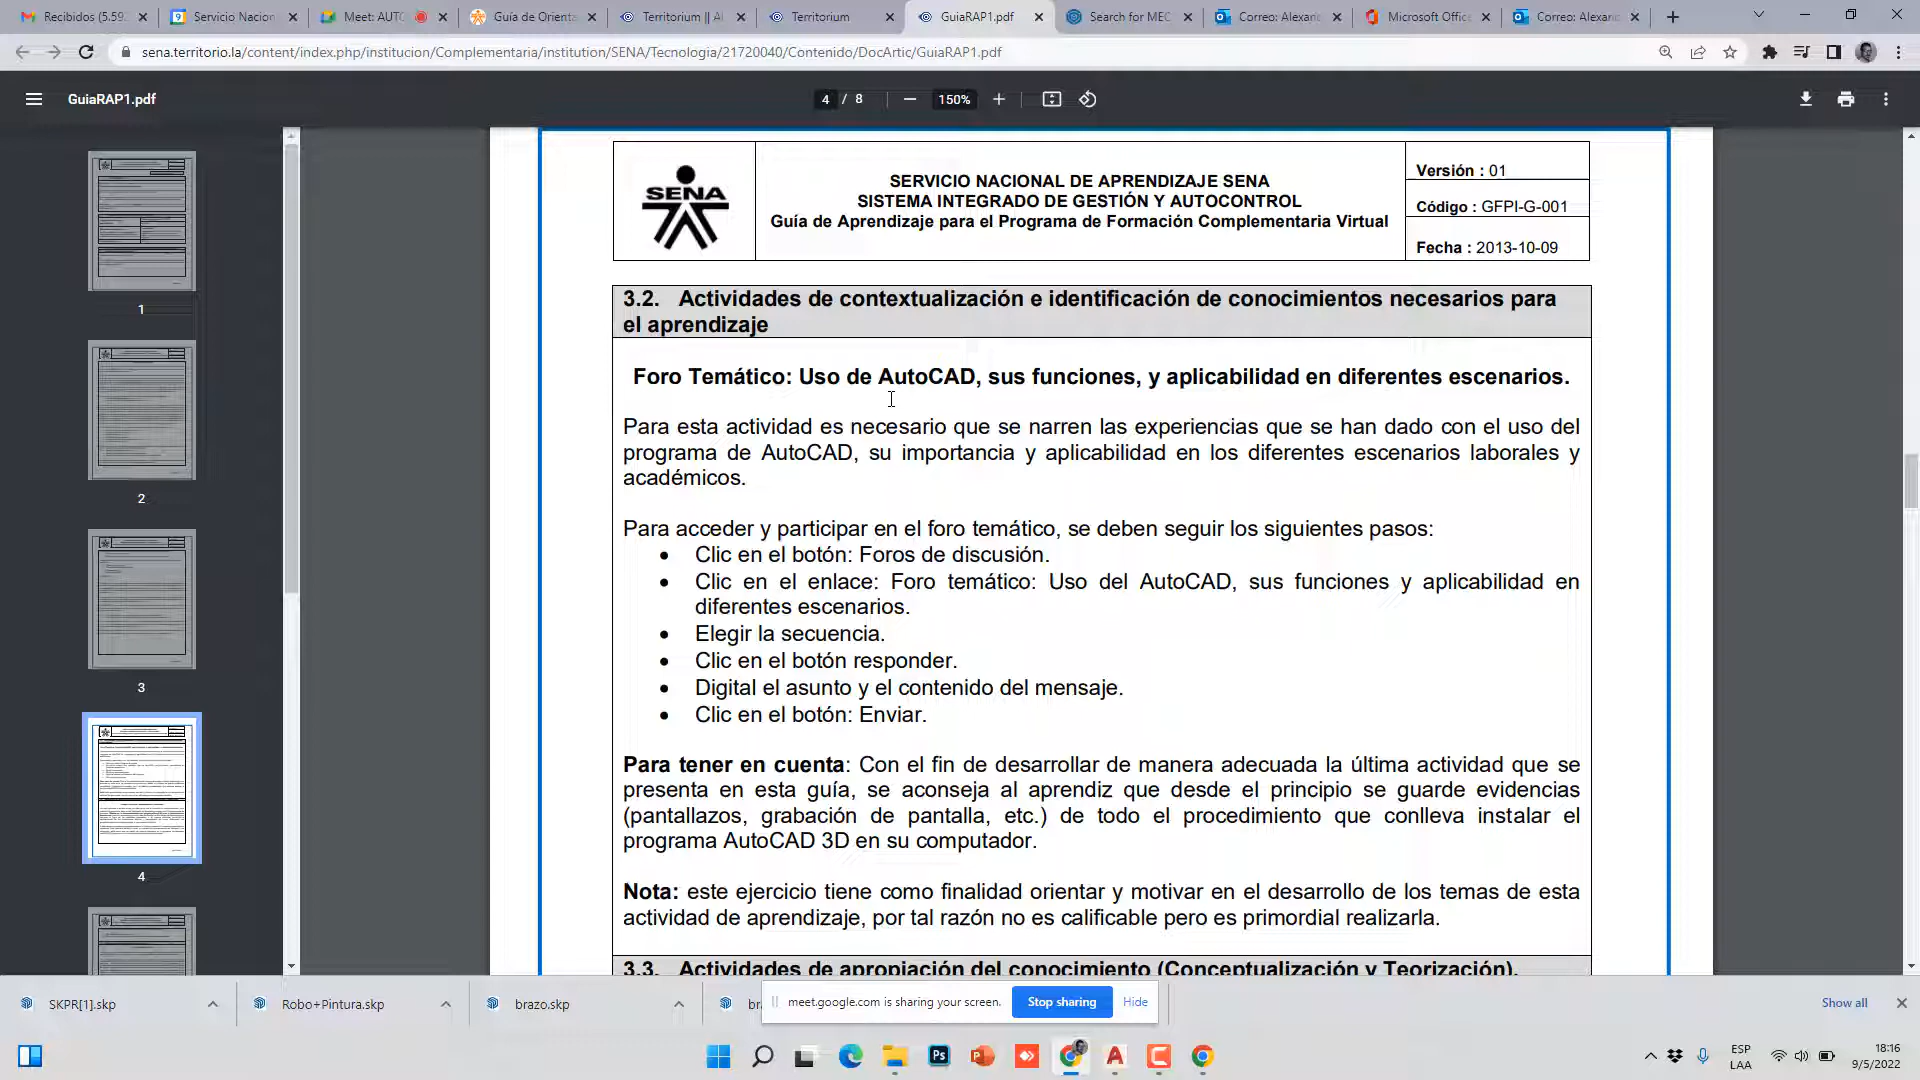 Recibidos (5.59
Servicio Nacion
Meet: AUTO
Guía de Orienta
Territorium || A
Territorium
GuiaRAP1.pdf
Search for MEC
Correo: Alexan
Microsoft Offic
Correo: Alexan
sena.territorio.la/content/index.php/institucion/Complementaria/institution/SENA/Tecnologia/21720040/Contenido/DocArtic/GuiaRAP1.pdf
GuiaRAP1.pdf
4 / 8
150%
1
2
3
4
SENA
SERVICIO NACIONAL DE APRENDIZAJE SENA
SISTEMA INTEGRADO DE GESTIÓN Y AUTOCONTROL
Guía de Aprendizaje para el Programa de Formación Complementaria Virtual
Versión : 01
Código : GFPI-G-001
Fecha : 2013-10-09
3.2. Actividades de contextualización e identificación de conocimientos necesarios para
el aprendizaje
Foro Temático: Uso de AutoCAD, sus funciones, y aplicabilidad en diferentes escenarios.
Para esta actividad es necesario que se narren las experiencias que se han dado con el uso del
programa de AutoCAD, su importancia y aplicabilidad en los diferentes escenarios laborales y
académicos.
Para acceder y participar en el foro temático, se deben seguir los siguientes pasos:
• Clic en el botón: Foros de discusión.
• Clic en el enlace: Foro temático: Uso del AutoCAD, sus funciones y aplicabilidad en
diferentes escenarios.
• Elegir la secuencia.
• Clic en el botón responder.
• Digital el asunto y el contenido del mensaje.
• Clic en el botón: Enviar.
Para tener en cuenta: Con el fin de desarrollar de manera adecuada la última actividad que se
presenta en esta guía, se aconseja al aprendiz que desde el principio se guarde evidencias
(pantallazos, grabación de pantalla, etc.) de todo el procedimiento que conlleva instalar el
programa AutoCAD 3D en su computador.
Nota: este ejercicio tiene como finalidad orientar y motivar en el desarrollo de los temas de esta
actividad de aprendizaje, por tal razón no es calificable pero es primordial realizarla.
3.3. Actividades de apropiación del conocimiento (Conceptualización y Teorización).
SKPR[1].skp
Robo+Pintura.skp
brazo.skp
br
meet.google.com is sharing your screen.
Stop sharing
Hide
Show all
ESP
LAA
18:16
9/5/2022